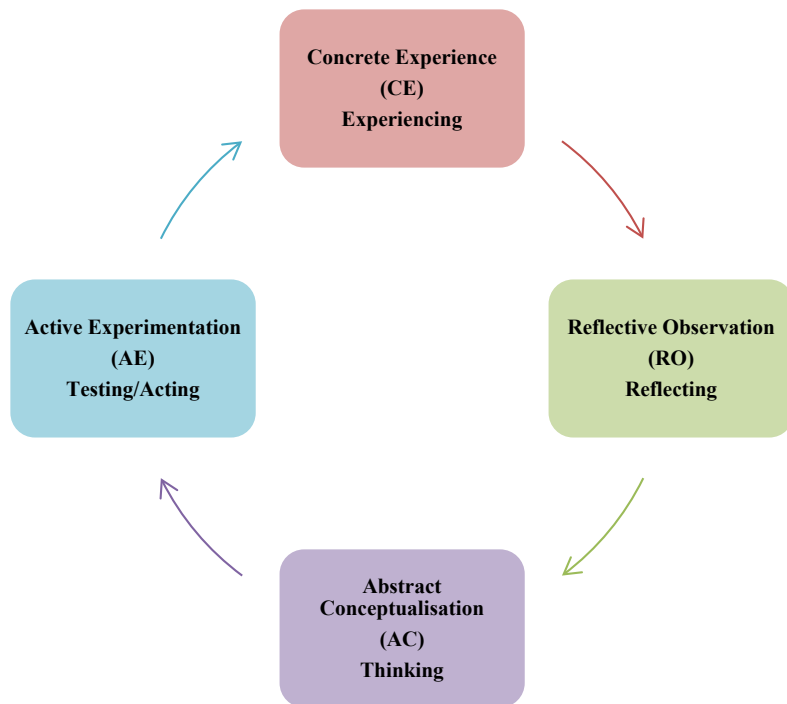 Concrete Experience
(CE)
Experiencing
Reflective Observation
(RO)
Reflecting
Abstract
Conceptualisation
(AC)
Thinking
Active Experimentation
(AE)
Testing/Acting